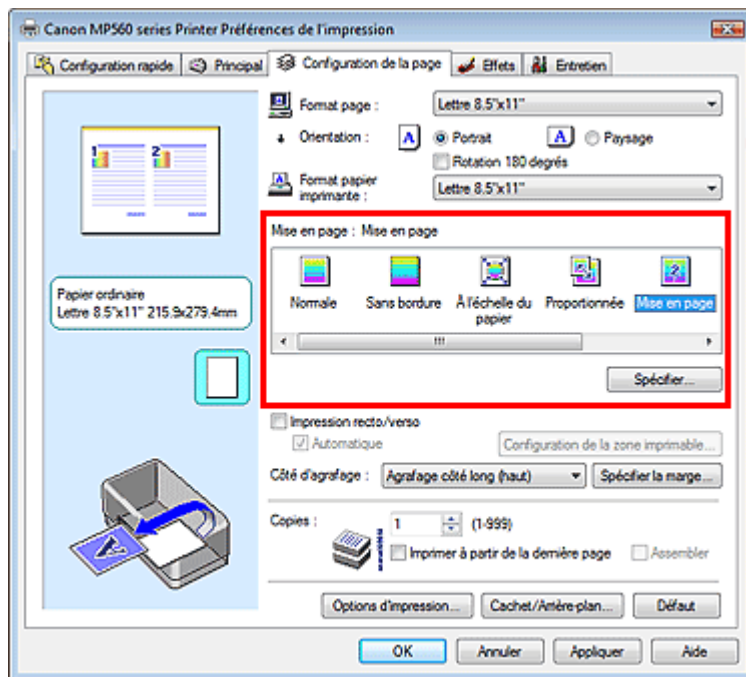 Canon MP560 series Printer Préférences de l'impression
Configuration rapide Principal Configuration de la page Effets Entretien
Format page : Lettre 8.5"x11"
Orientation : A Portrait A Paysage
Rotation 180 degrés
Format papier imprimante : Lettre 8.5"x11"
1 2
Mise en page : Mise en page
Normale Sans bordure À l'échelle du papier Proportionnée Mise en page
Papier ordinaire
Lettre 8.5"x11" 215.9x279.4mm
Spécifier...
Impression recto/verso
Automatique Configuration de la zone imprimable...
Côté d'agrafage : Agrafage côté long (haut) Spécifier la marge...
Copies : 1 (1-999)
Imprimer à partir de la dernière page Assembler
Options d'impression... Cachet/Arrière-plan... Défaut
OK Annuler Appliquer Aide